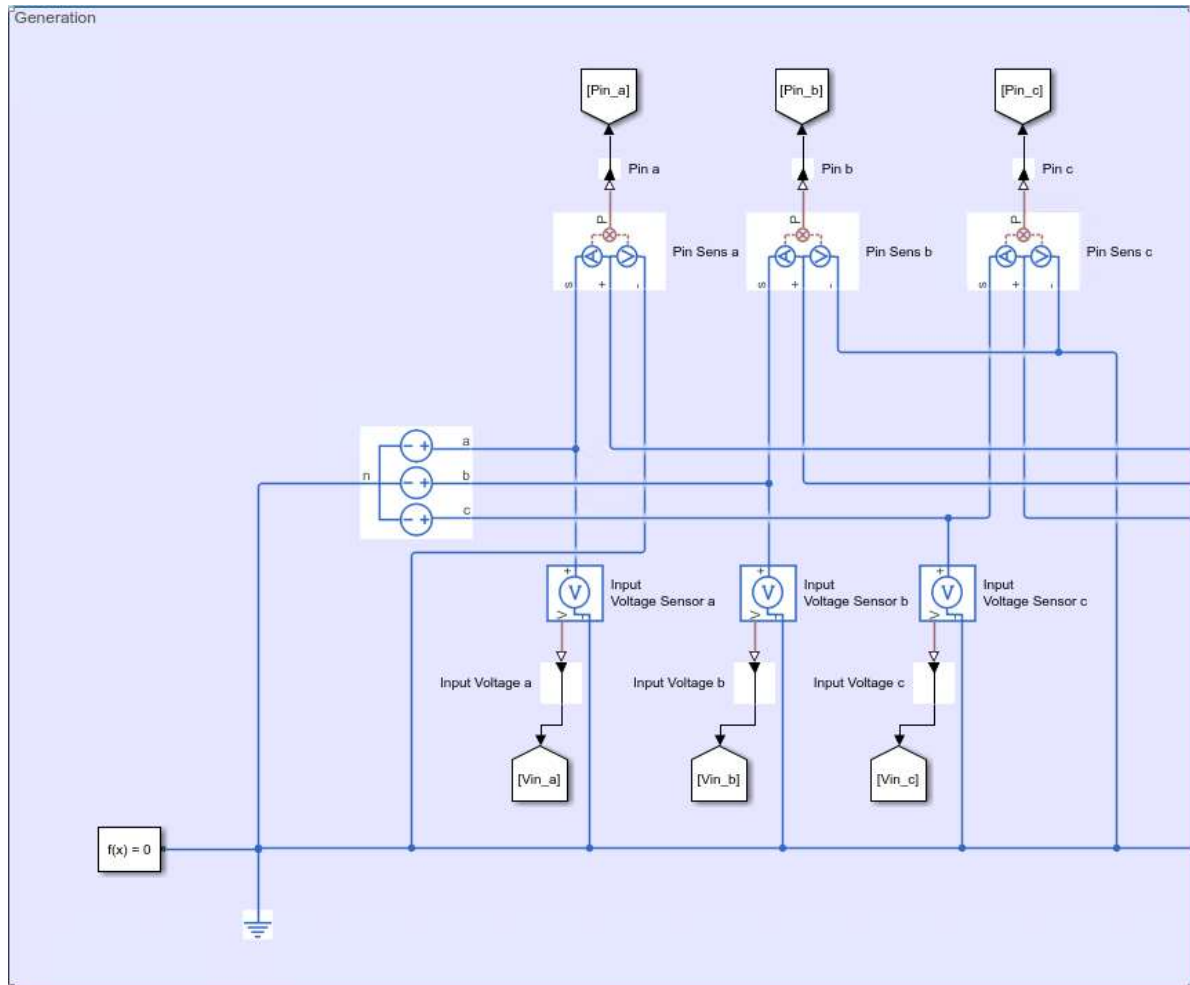 Generation
[Pin_a]
[Pin_b]
[Pin_c]
Pin a
Pin b
Pin c
P
P
P
Pin Sens a
Pin Sens b
Pin Sens c
A
V
A
V
A
V
s
+
-
s
+
-
s
+
-
n
- +
a
- +
b
- +
c
+
V
V
Input
Voltage Sensor a
+
V
V
Input
Voltage Sensor b
+
V
V
Input
Voltage Sensor c
Input Voltage a
Input Voltage b
Input Voltage c
[Vin_a]
[Vin_b]
[Vin_c]
f(x) = 0